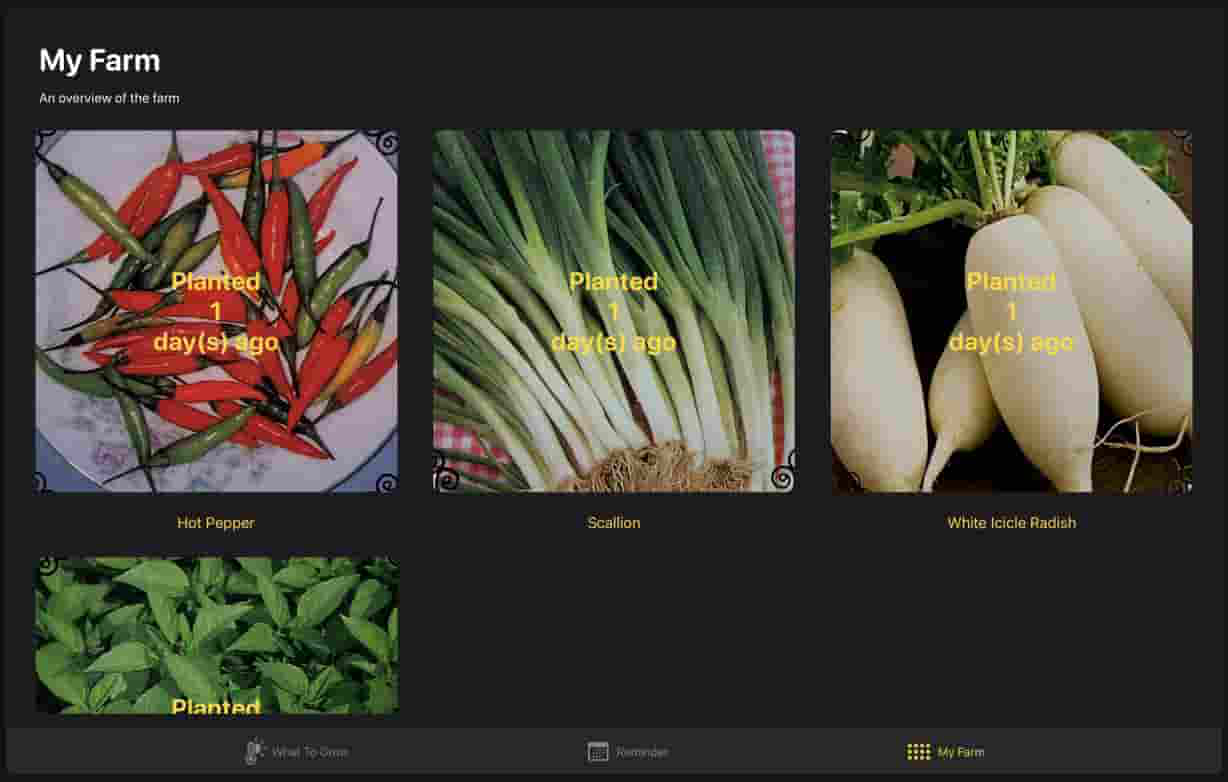 My Farm
An overview of the farm
Planted
1
day(s) ago
Planted
1
day(s) ago
Planted
1
day(s) ago
Hot Pepper
Scallion
White Icicle Radish
Planted
What To Grow
Reminder
My Farm